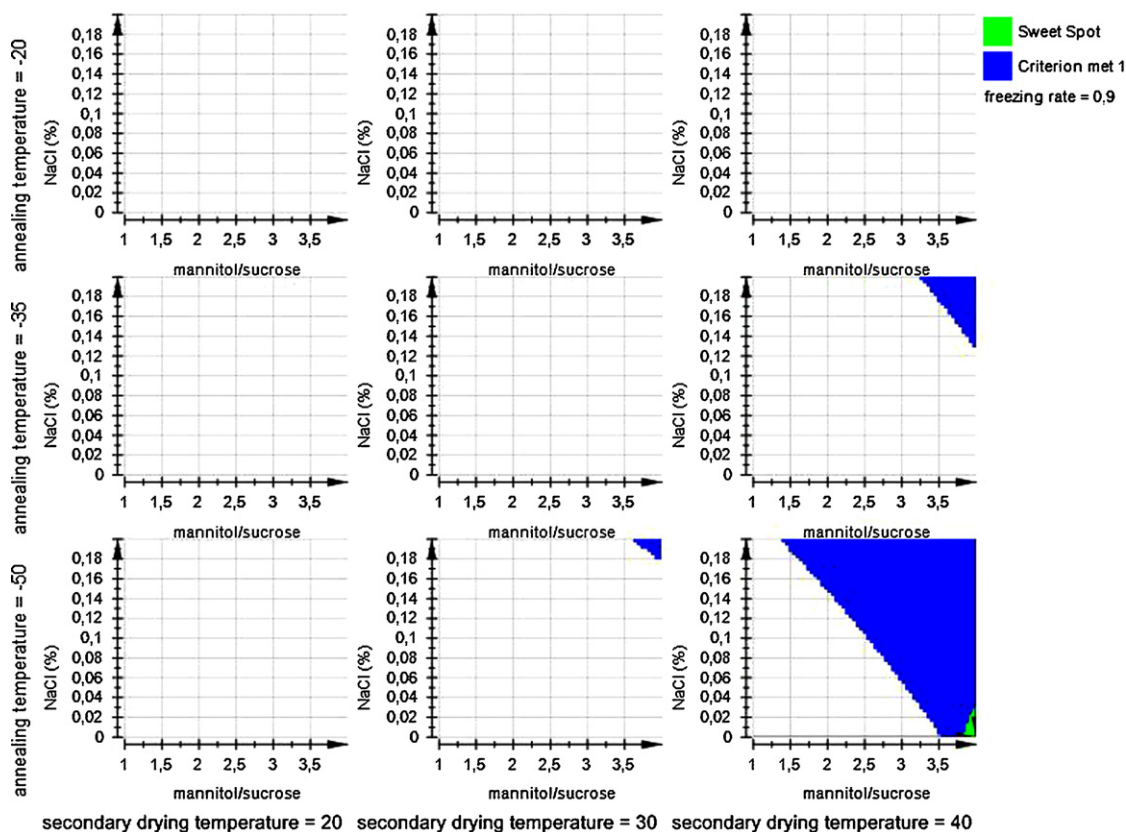 annealing temperature = -20
NaCl (%)
0,18
0,16
0,14
0,12
0,1
0,08
0,06
0,04
0,02
0
1 1,5 2 2,5 3 3,5
mannitol/sucrose
NaCl (%)
0,18
0,16
0,14
0,12
0,1
0,08
0,06
0,04
0,02
0
1 1,5 2 2,5 3 3,5
mannitol/sucrose
NaCl (%)
0,18
0,16
0,14
0,12
0,1
0,08
0,06
0,04
0,02
0
1 1,5 2 2,5 3 3,5
mannitol/sucrose
Sweet Spot
Criterion met 1
freezing rate = 0,9
annealing temperature = -35
NaCl (%)
0,18
0,16
0,14
0,12
0,1
0,08
0,06
0,04
0,02
0
1 1,5 2 2,5 3 3,5
mannitol/sucrose
NaCl (%)
0,18
0,16
0,14
0,12
0,1
0,08
0,06
0,04
0,02
0
1 1,5 2 2,5 3 3,5
mannitol/sucrose
NaCl (%)
0,18
0,16
0,14
0,12
0,1
0,08
0,06
0,04
0,02
0
1 1,5 2 2,5 3 3,5
mannitol/sucrose
annealing temperature = -50
NaCl (%)
0,18
0,16
0,14
0,12
0,1
0,08
0,06
0,04
0,02
0
1 1,5 2 2,5 3 3,5
mannitol/sucrose
NaCl (%)
0,18
0,16
0,14
0,12
0,1
0,08
0,06
0,04
0,02
0
1 1,5 2 2,5 3 3,5
mannitol/sucrose
NaCl (%)
0,18
0,16
0,14
0,12
0,1
0,08
0,06
0,04
0,02
0
1 1,5 2 2,5 3 3,5
mannitol/sucrose
secondary drying temperature = 20
secondary drying temperature = 30
secondary drying temperature = 40